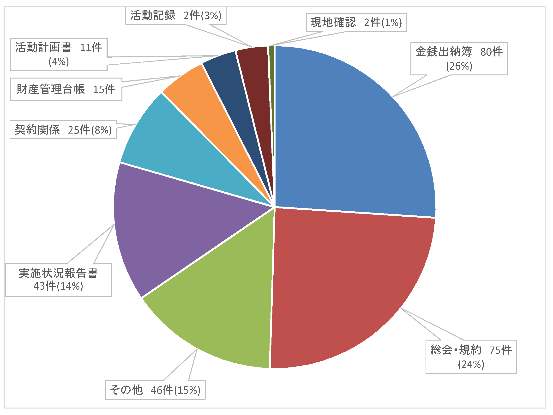 活動記録 2件(3%)
現地確認 2件(1%)
金銭出納簿 80件
(26%)
活動計画書 11件
(4%)
財産管理台帳 15件
契約関係 25件(8%)
実施状況報告書
43件(14%)
その他 46件(15%)
総会・規約 75件
(24%)